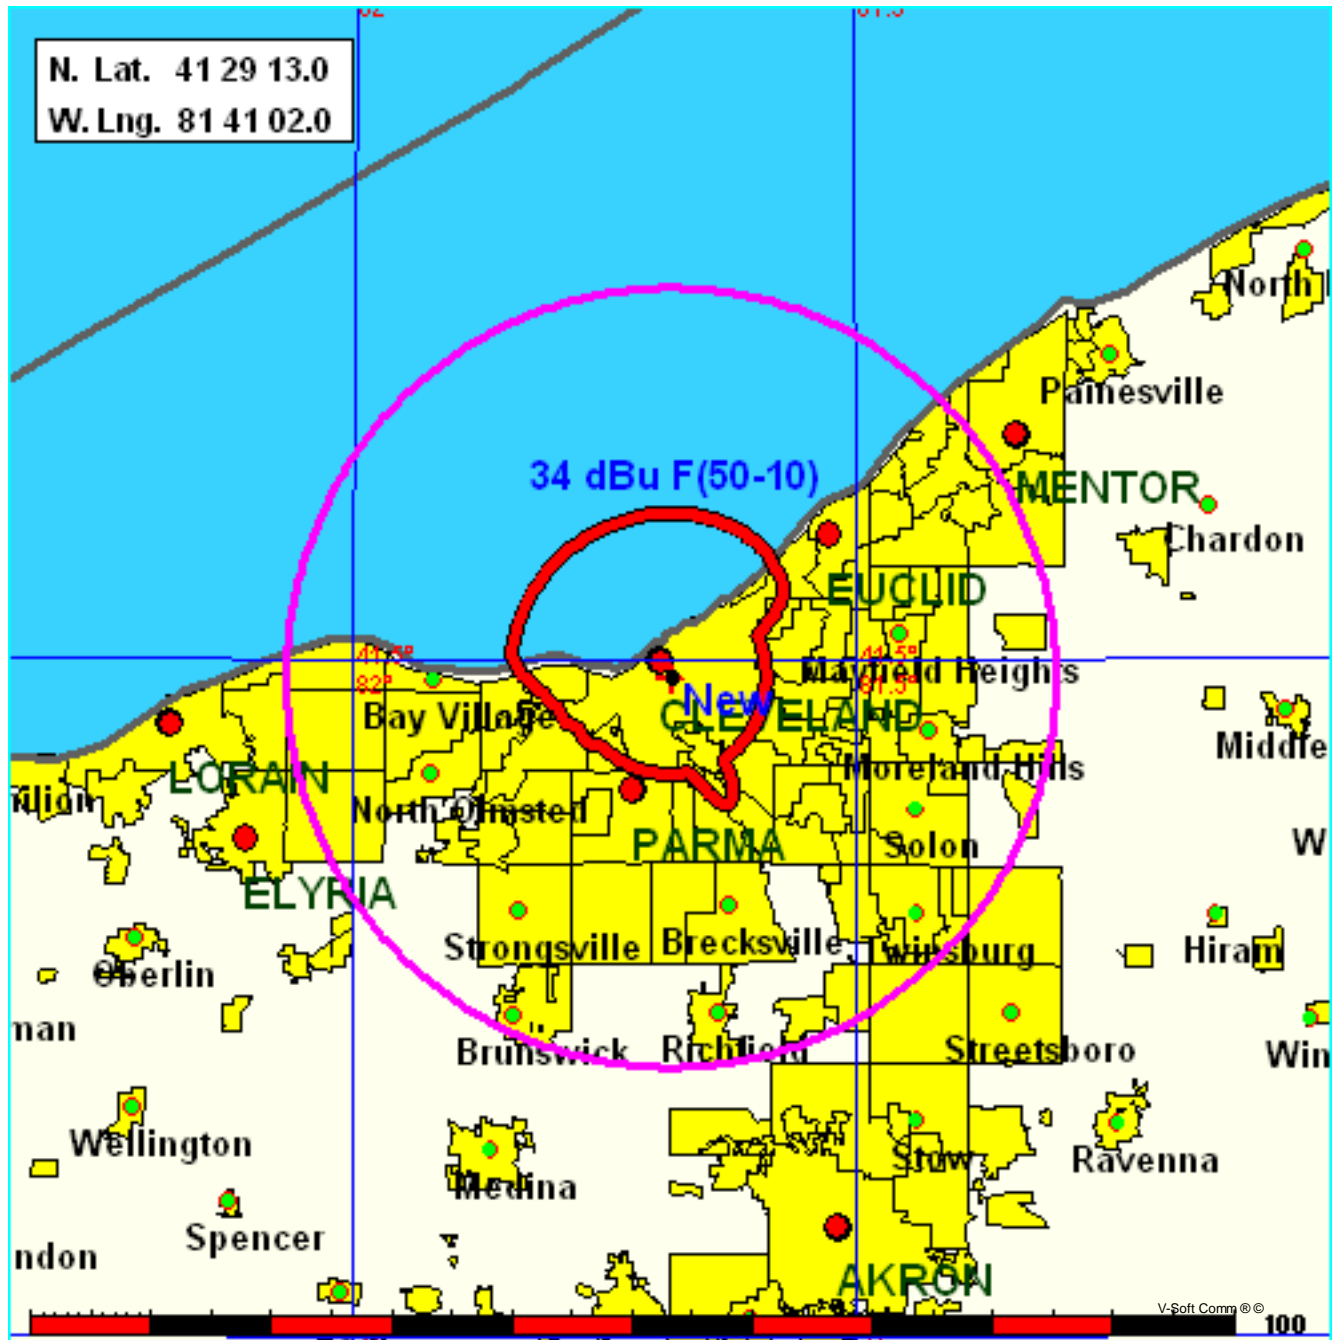 N. Lat. 41 29 13.0
W. Lng. 81 41 02.0
North
Painesville
34 dBu F(50-10)
MENTOR
Chardon
EUCLID
41.5°
82°
41.5°
81.5°
Mayfield Heights
New
Bay Village
CLEVELAND
Middle
LORAIN
Moreland Hills
North Olmsted
PARMA
Solon
W
ELYRIA
Strongsville
Brecksville
Twinsburg
Hiram
Oberlin
man
Brunswick
Richfield
Streetsboro
Win
Wellington
Stow
Ravenna
Medina
Spencer
ndon
AKRON
V-Soft Comm ® ©
100